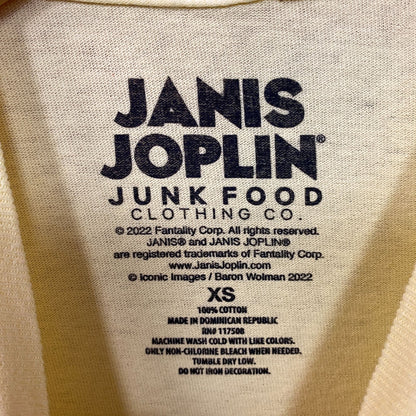 JANIS
JOPLIN®
JUNK FOOD
CLOTHING CO.
© 2022 Fantality Corp. All rights reserved.
JANIS® and JANIS JOPLIN®
are registered trademarks of Fantality Corp.
www.JanisJoplin.com
© Iconic Images / Baron Wolman 2022
XS
100% COTTON
MADE IN DOMINICAN REPUBLIC
RN# 117508
MACHINE WASH COLD WITH LIKE COLORS.
ONLY NON-CHLORINE BLEACH WHEN NEEDED.
TUMBLE DRY LOW.
DO NOT IRON DECORATION.